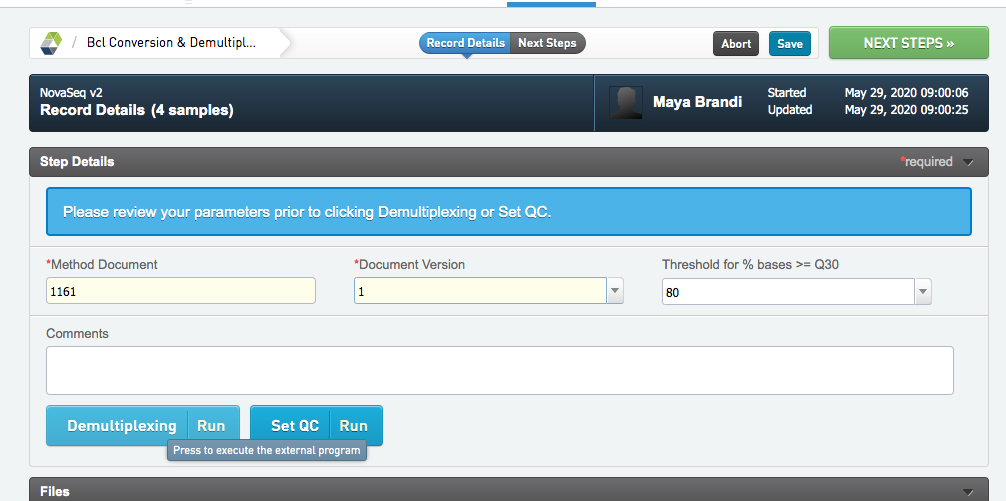 / Bcl Conversion & Demultipl...
Record Details Next Steps
Abort Save NEXT STEPS »
NovaSeq v2
Record Details (4 samples)
Maya Brandi
Started May 29, 2020 09:00:06
Updated May 29, 2020 09:00:25
Step Details *required
Please review your parameters prior to clicking Demultiplexing or Set QC.
*Method Document *Document Version Threshold for % bases >= Q30
1161 1 80
Comments
Demultiplexing Run Set QC Run
Press to execute the external program
Files